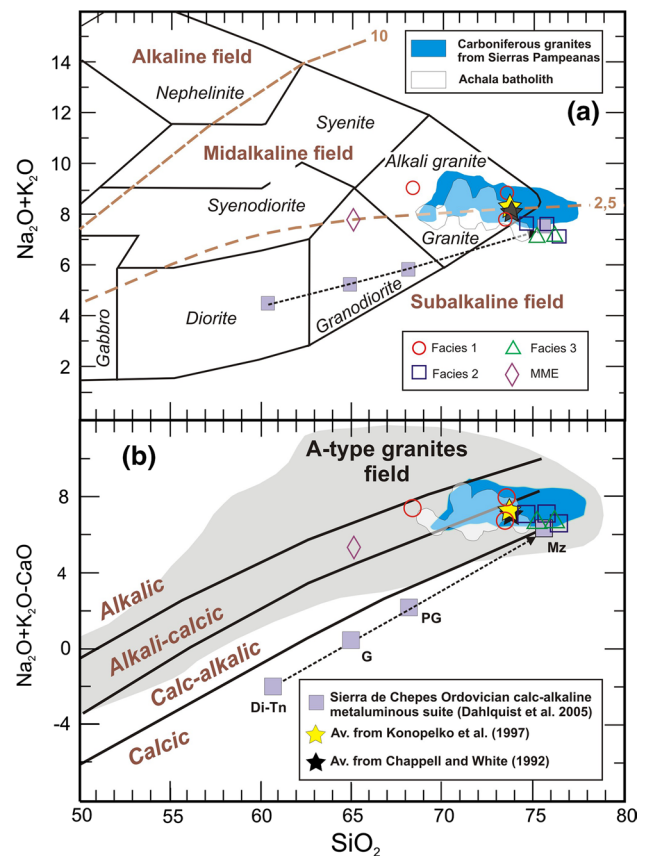 16
14
12
10
8
6
4
2
Na₂O+K₂O
10
Alkaline field
Nephelinite
Carboniferous granites
from Sierras Pampeanas
Achala batholith
(a)
Syenite
Midalkaline field
Alkali granite
Syenodiorite
2,5
Granite
Subalkaline field
Gabbro
Diorite
Granodiorite
Facies 1
Facies 3
Facies 2
MME
(b)
A-type granites
field
8
4
0
-4
Na₂O+K₂O-CaO
Alkalic
Alkali-calcic
Calc-alkalic
Calcic
Mz
PG
G
Di-Tn
Sierra de Chepes Ordovician calc-alkaline
metaluminous suite (Dahlquist et al. 2005)
Av. from Konopelko et al. (1997)
Av. from Chappell and White (1992)
50
55
60
65
70
75
80
SiO₂